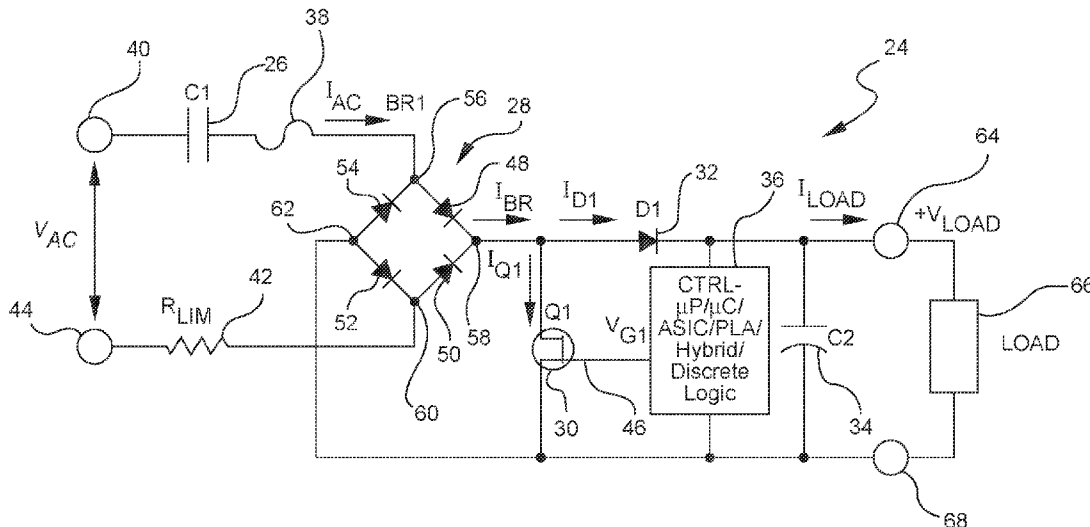 38
40
26
24
C1
I_AC
BR1
56
28
64
54
48
I_BR
I_D1
32
36
I_LOAD
D1
+V_LOAD
62
V_AC
I_Q1
42
44
R_LIM
52
50
58
Q1
V_G1
CTRL-
μP/μC/
ASIC/PLA/
Hybrid/
Discrete
Logic
C2
66
LOAD
60
30
46
34
68